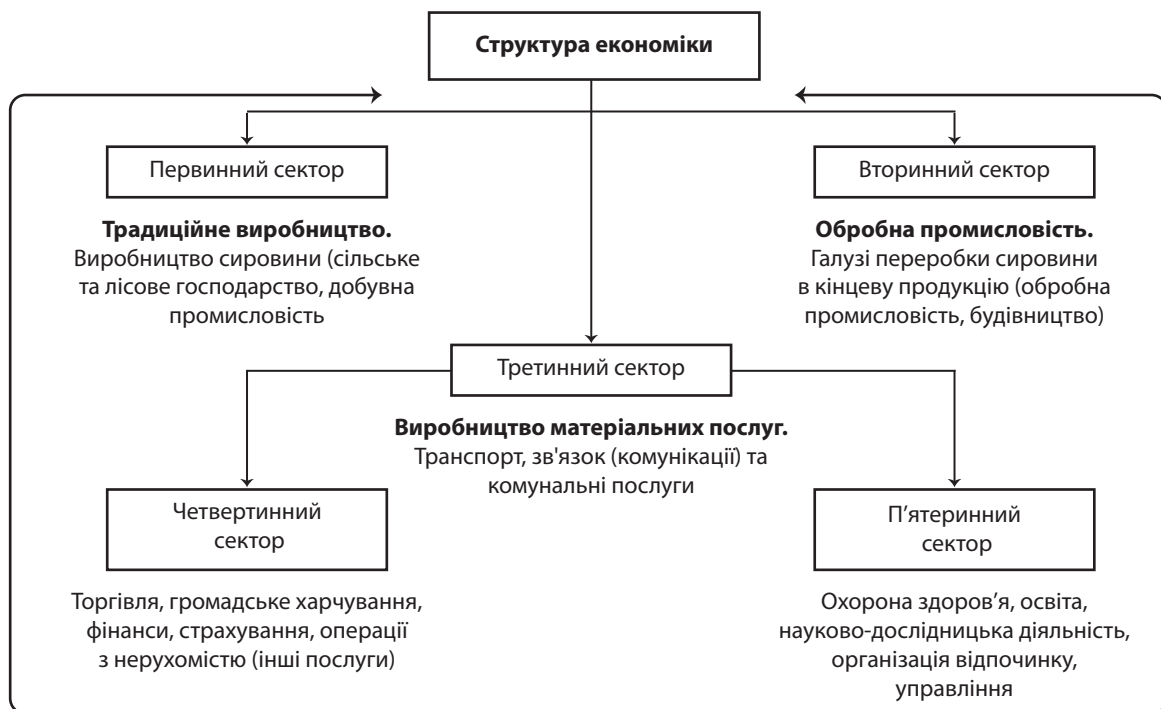 Структура економіки
Первинний сектор
Традиційне виробництво.
Виробництво сировини (сільське
та лісове господарство, добувна
промисловість
Вторинний сектор
Обробна промисловість.
Галузі переробки сировини
в кінцеву продукцію (обробна
промисловість, будівництво)
Третинний сектор
Виробництво матеріальних послуг.
Транспорт, зв'язок (комунікації) та
комунальні послуги
Четвертинний
сектор
Торгівля, громадське харчування,
фінанси, страхування, операції
з нерухомістю (інші послуги)
П’ятеринний
сектор
Охорона здоров’я, освіта,
науково-дослідницька діяльність,
організація відпочинку,
управління